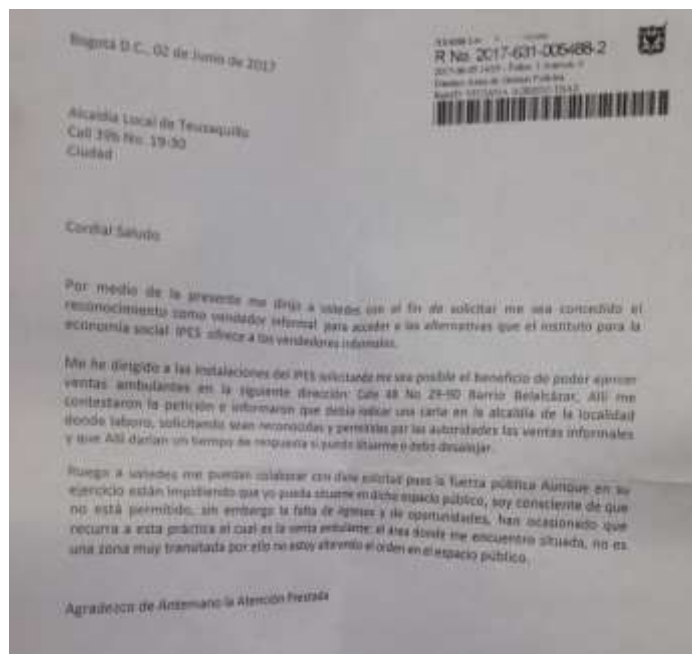 Bogotá D.C., 02 de Junio de 2017
R No. 2017-631-005488-2
Alcaldía Local de Teusaquillo
Call 39b No. 19-30
Ciudad
Cordial Saludo
Por medio de la presente me dirijo a ustedes con el fin de solicitar me sea concedido el
reconocimiento como vendedor informal para acceder a las alternativas que el instituto para la
economía social IPES ofrece a los vendedores informales.
Me he dirigido a las instalaciones del IPES solicitando me sea posible el beneficio de poder ejercer
ventas ambulantes en la siguiente dirección: Calle 48 No 29-90 Barrio Belalcázar, Allí me
contestaron la petición e informaron que debía radicar una carta en la alcaldía de la localidad
donde laboro, solicitando sean reconocidas y permitidas por las autoridades las ventas informales
y que Allí darían un tiempo de respuesta si puedo situarme o debo desalojar.
Ruego a ustedes me puedan colaborar con dicha solicitud pues la fuerza pública Aunque en su
ejercicio están impidiendo que yo pueda situarme en dicho espacio público, soy consciente de que
no está permitido, sin embargo la falta de ingresos y de oportunidades, han ocasionado que
recurra a esta práctica el cual es la venta ambulante; el área donde me encuentro situada, no es
una zona muy transitada por ello no estoy alterando el orden en el espacio público.
Agradezco de Antemano la Atención Prestada